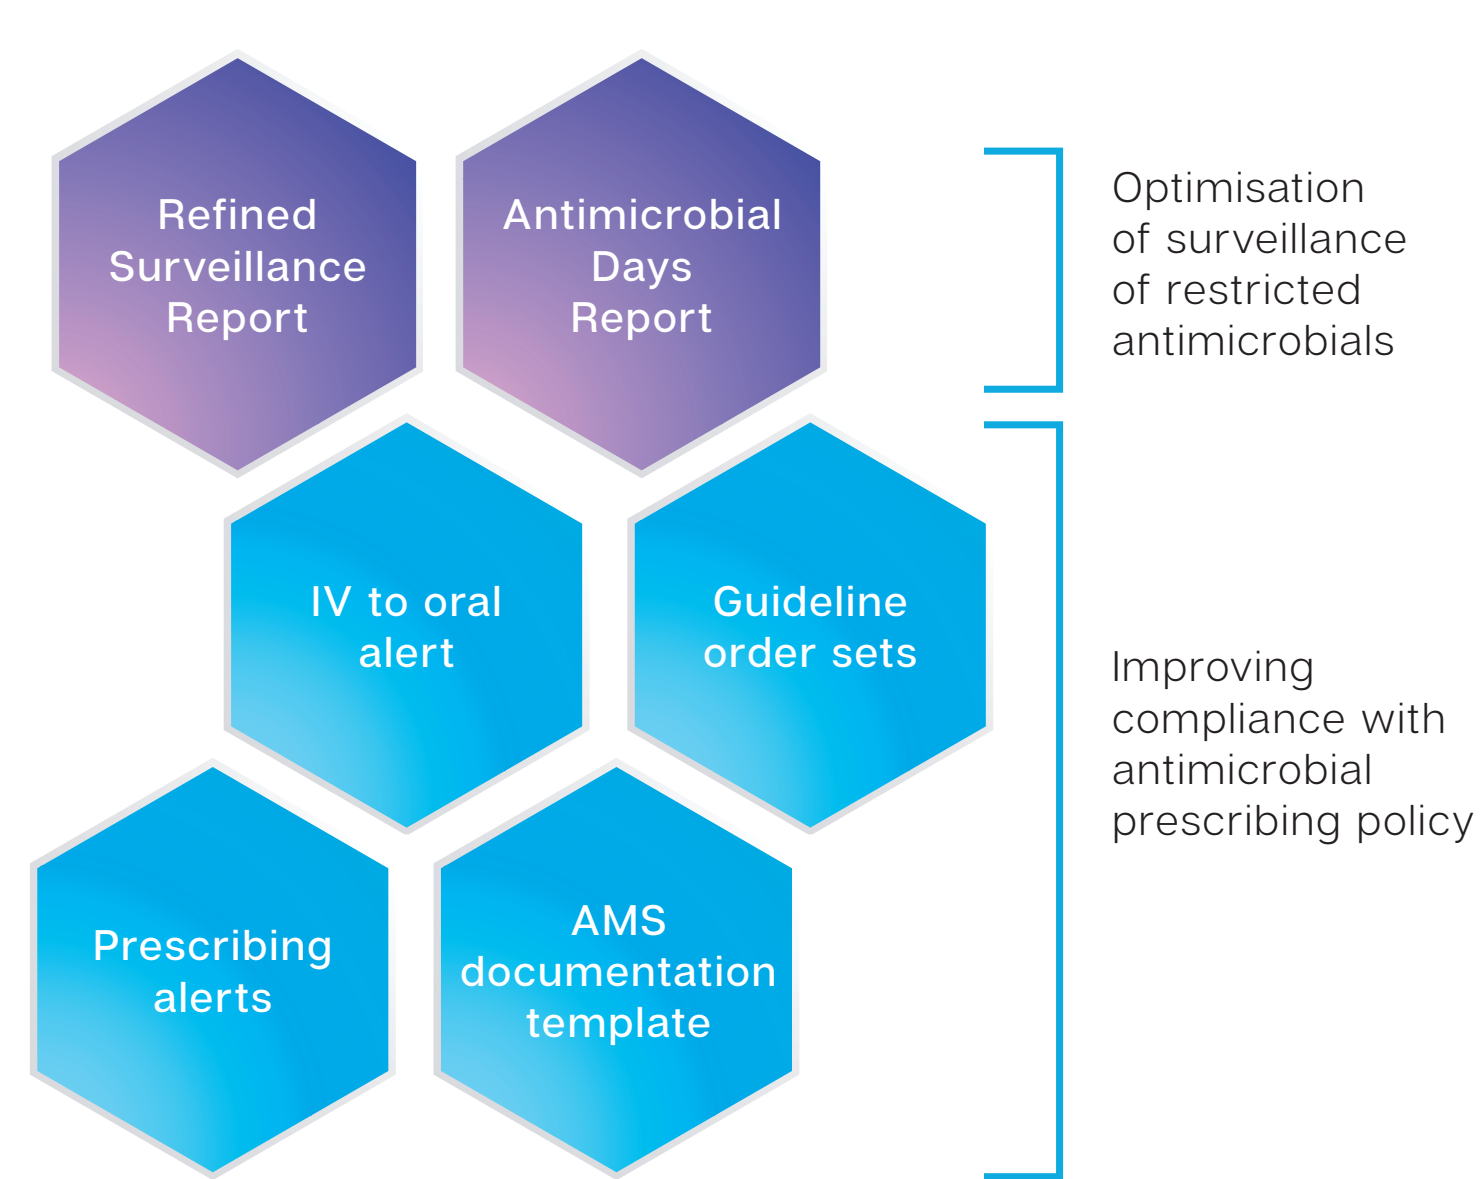 Refined
Surveillance
Report
Antimicrobial
Days
Report
Optimisation
of surveillance
of restricted
antimicrobials
IV to oral
alert
Guideline
order sets
Improving
compliance with
antimicrobial
prescribing policy
Prescribing
alerts
AMS
documentation
template